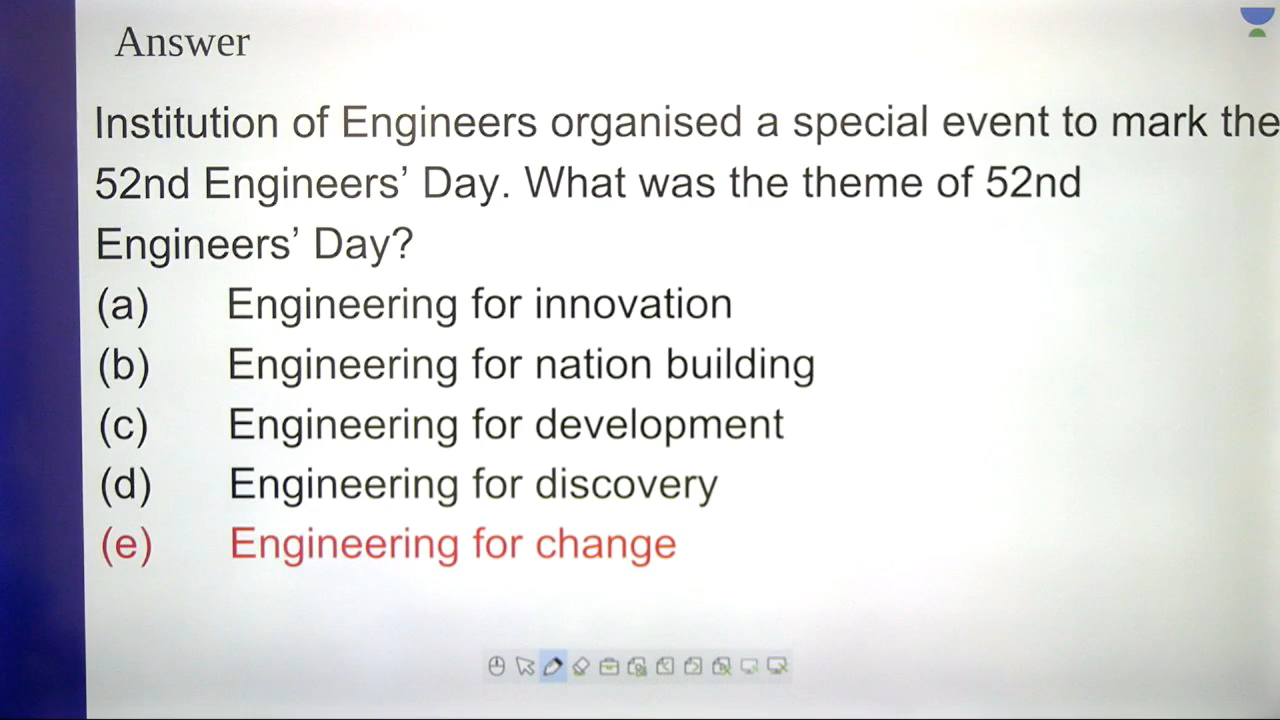 Answer
Institution of Engineers organised a special event to mark the
52nd Engineers’ Day. What was the theme of 52nd
Engineers’ Day?
(a) Engineering for innovation
(b) Engineering for nation building
(c) Engineering for development
(d) Engineering for discovery
(e) Engineering for change